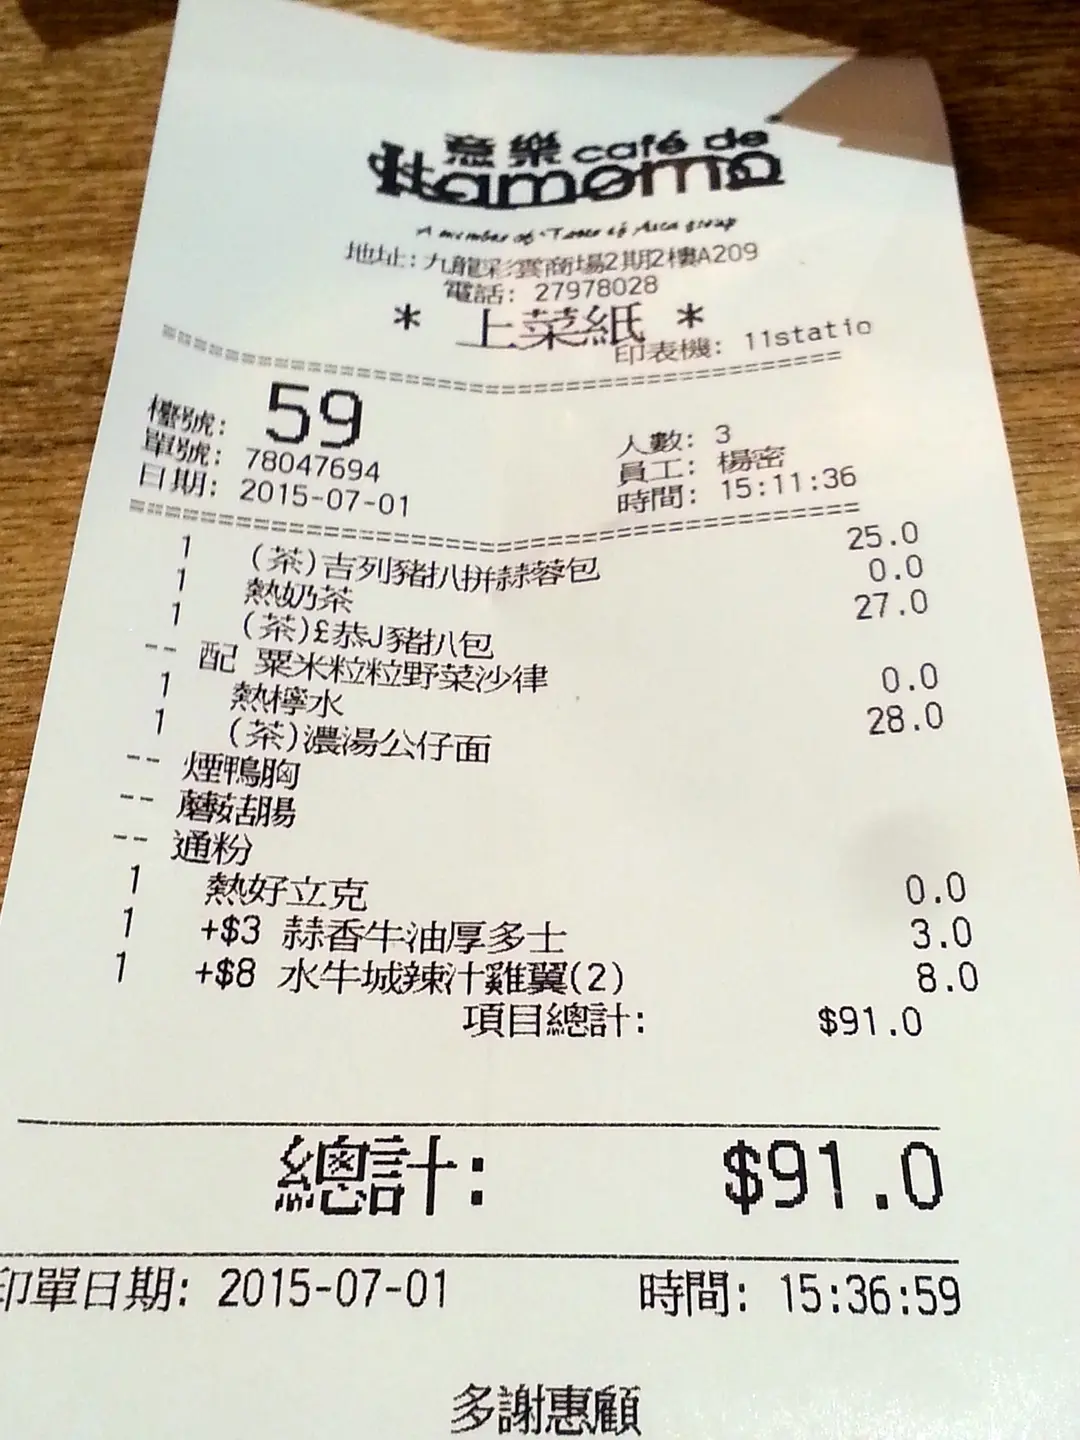 意樂 café de
Hamoma
A member of "Taste of Asia group
地址:九龍彩雲商場2期2樓A209
電話: 27978028
* 上菜紙 *
印表機: 11statio
檯號: 59 人數: 3
單號: 78047694 員工: 楊密
日期: 2015-07-01 時間: 15:11:36
1 (茶)吉列豬扒拼蒜蓉包 25.0
1 熱奶茶 0.0
1 (茶)£恭J豬扒包 27.0
-- 配 粟米粒粒野菜沙律
1 熱檸水 0.0
1 (茶)濃湯公仔面 28.0
-- 煙鴨胸
-- 蘑菇胡腸
-- 通粉
1 熱好立克 0.0
1 +$3 蒜香牛油厚多士 3.0
1 +$8 水牛城辣汁雞翼(2) 8.0
項目總計: $91.0
總計: $91.0
印單日期: 2015-07-01 時間: 15:36:59
多謝惠顧